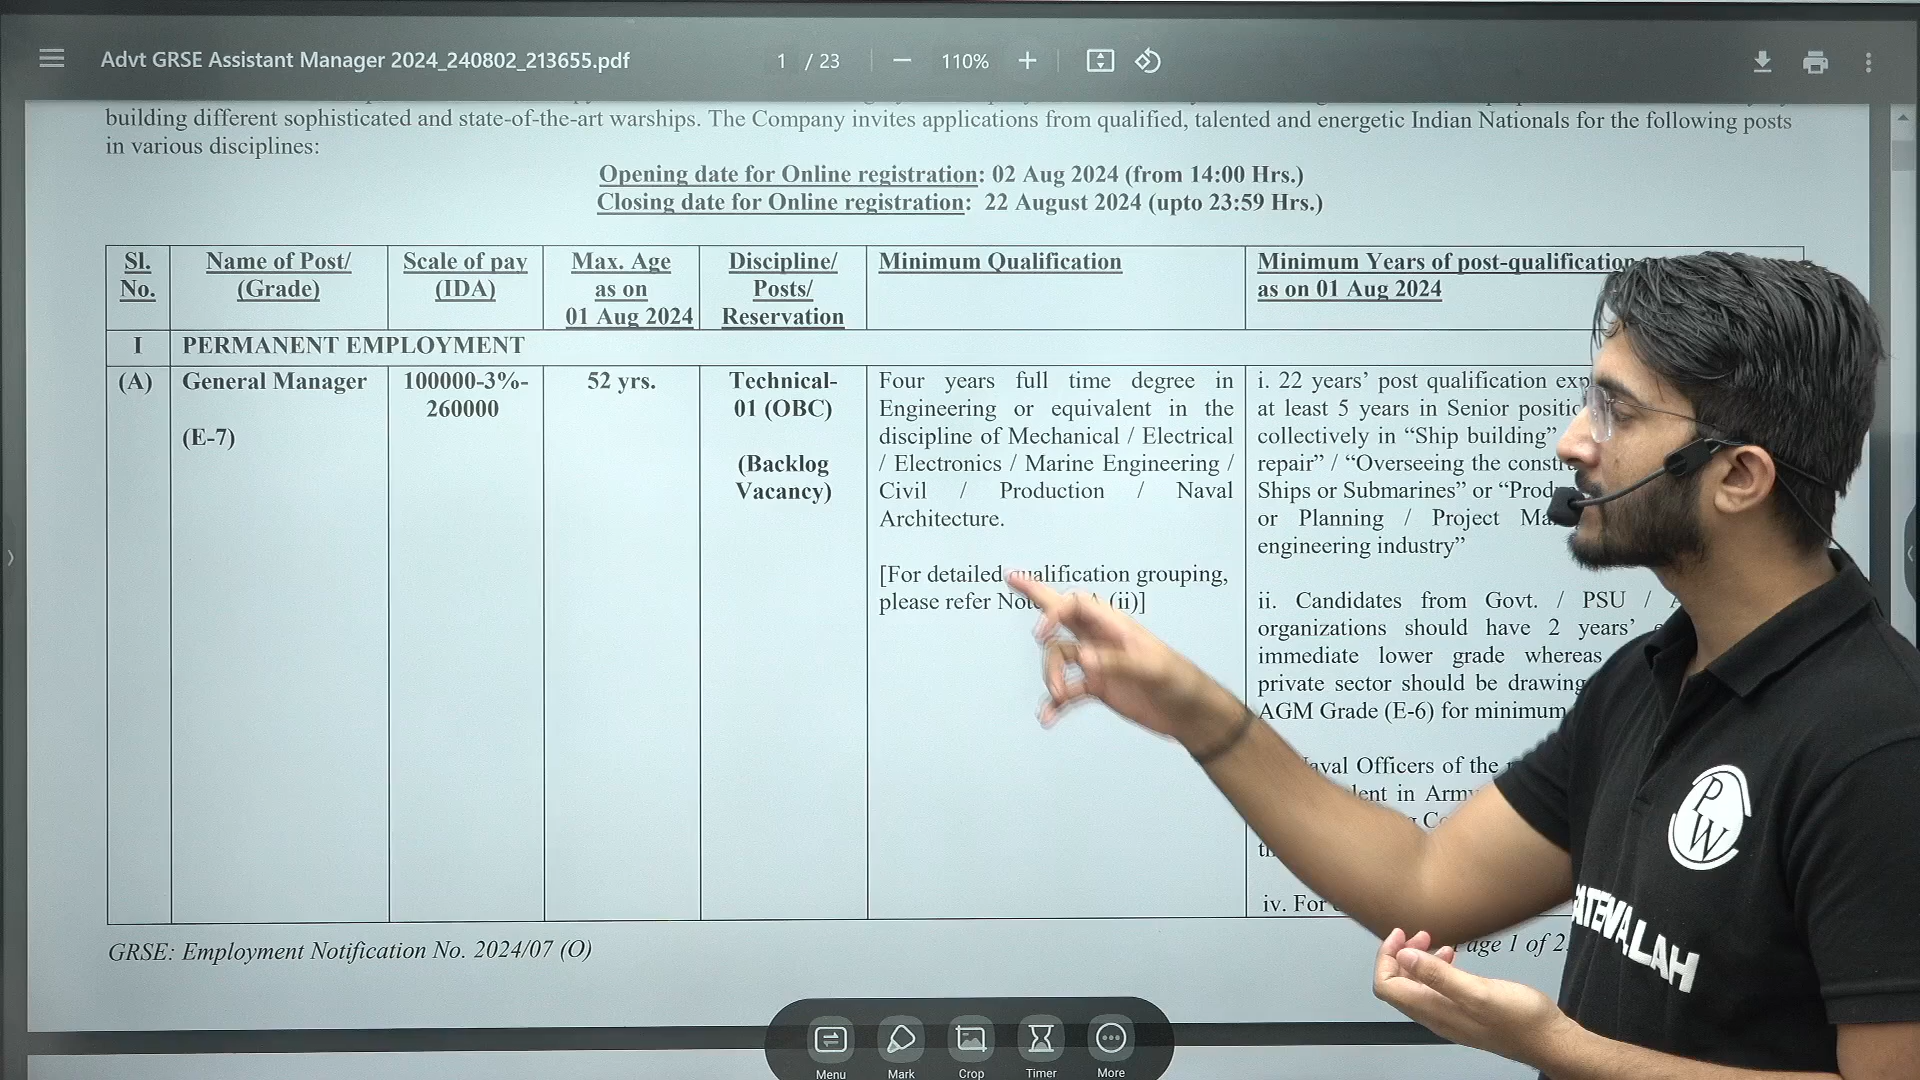 Advt GRSE Assistant Manager 2024_240802_213655.pdf
1 / 23
110%
building different sophisticated and state-of-the-art warships. The Company invites applications from qualified, talented and energetic Indian Nationals for the following posts
in various disciplines:
Opening date for Online registration: 02 Aug 2024 (from 14:00 Hrs.)
Closing date for Online registration: 22 August 2024 (upto 23:59 Hrs.)
Sl.
No.
Name of Post/
(Grade)
Scale of pay
(IDA)
Max. Age
as on
01 Aug 2024
Discipline/
Posts/
Reservation
Minimum Qualification
Minimum Years of post-qualification
as on 01 Aug 2024
I
PERMANENT EMPLOYMENT
(A)
General Manager
(E-7)
100000-3%-
260000
52 yrs.
Technical-
01 (OBC)
(Backlog
Vacancy)
Four years full time degree in
Engineering or equivalent in the
discipline of Mechanical / Electrical
/ Electronics / Marine Engineering /
Civil / Production / Naval
Architecture.
[For detailed qualification grouping,
please refer (ii)]
i. 22 years’ post qualification
at least 5 years in Senior
collectively in “Ship building”
repair” / “Overseeing the
Ships or Submarines” or
or Planning / Project
engineering industry”
ii. Candidates from Govt. / PSU /
organizations should have 2 years’
immediate lower grade whereas
private sector should be drawing
AGM Grade (E-6) for minimum
Officers of the
in Army
iv. For
GRSE: Employment Notification No. 2024/07 (O)
1 of
PW
Menu
Mark
Crop
Timer
More